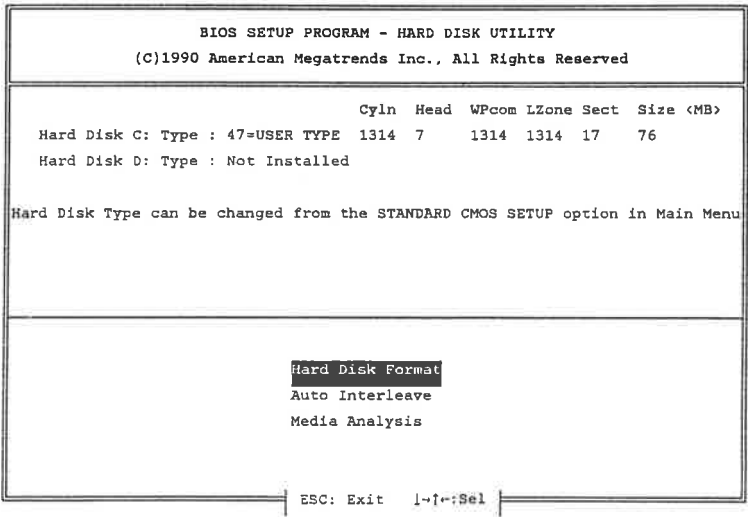 BIOS SETUP PROGRAM - HARD DISK UTILITY
(C)1990 American Megatrends Inc., All Rights Reserved
Cyln Head WPcom LZone Sect Size <MB>
Hard Disk C: Type : 47=USER TYPE 1314 7 1314 1314 17 76
Hard Disk D: Type : Not Installed
Hard Disk Type can be changed from the STANDARD CMOS SETUP option in Main Menu
Hard Disk Format
Auto Interleave
Media Analysis
ESC: Exit ↓→↑←:Sel